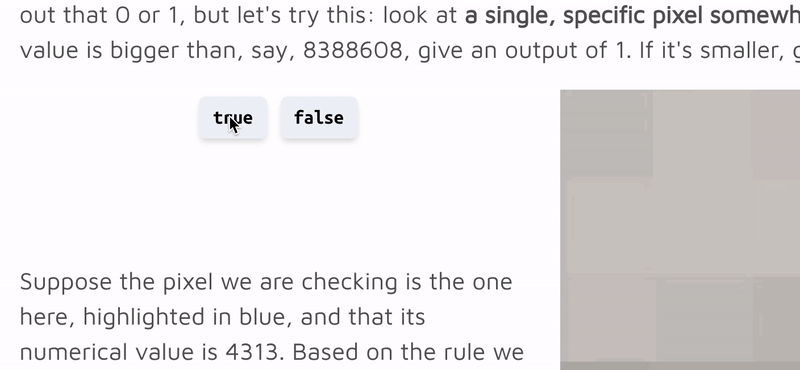 out that 0 or 1, but let's try this: look at a single, specific pixel
value is bigger than, say, 8388608, give an output of 1. If it's smaller,
true false
Suppose the pixel we are checking is the one
here, highlighted in blue, and that its
numerical value is 4313. Based on the rule we